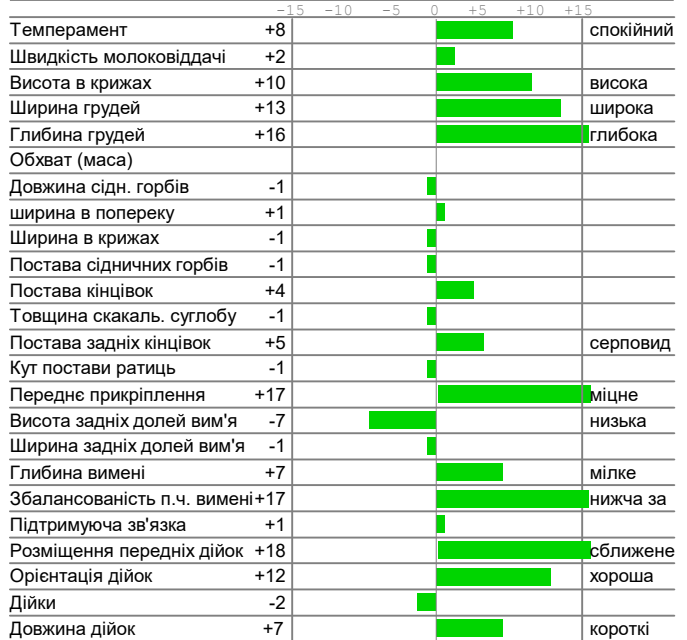 -15 -10 -5 0 +5 +10 +15
Темперамент +8 спокійний
Швидкість молоковіддачі +2
Висота в крижах +10 висока
Ширина грудей +13 широка
Глибина грудей +16 глибока
Обхват (маса)
Довжина сідн. горбів -1
ширина в попереку +1
Ширина в крижах -1
Постава сідничних горбів -1
Постава кінцівок +4
Товщина скакаль. суглобу -1
Постава задніх кінцівок +5 серповид
Кут постави ратиць -1
Переднє прикріплення +17 міцне
Висота задніх долей вим'я -7 низька
Ширина задніх долей вим'я -1
Глибина вимені +7 мілке
Збалансованість п.ч. вимені +17 нижча за
Підтримуюча зв'язка +1
Розміщення передніх дійок +18 сближене
Орієнтація дійок +12 хороша
Дійки -2
Довжина дійок +7 короткі